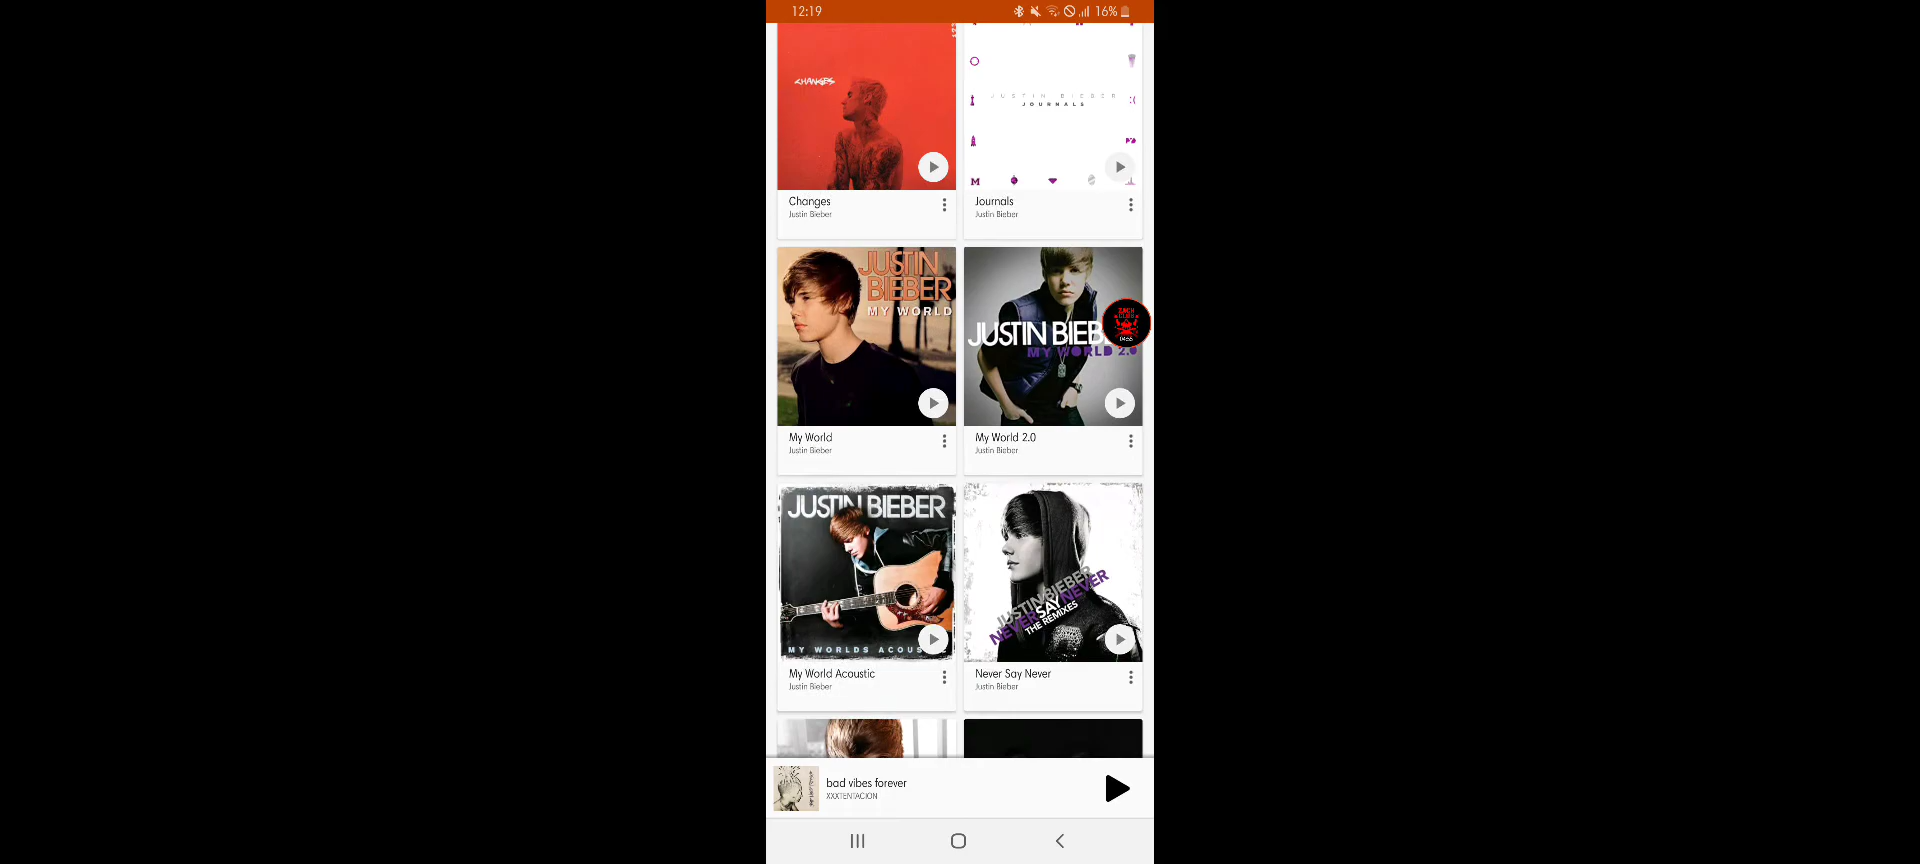 12:19
16%
CHANGES
JUSTIN BIEBER
JOURNALS
M
Changes
Justin Bieber
Journals
Justin Bieber
JUSTIN
BIEBER
MY WORLD
JUSTIN BIEB
MY WORLD 2.0
0466
My World
Justin Bieber
My World 2.0
Justin Bieber
JUSTIN BIEBER
MY WORLDS ACOUS
JUSTIN BIEBER
NEVER SAY NEVER
THE REMIXES
My World Acoustic
Justin Bieber
Never Say Never
Justin Bieber
bad vibes forever
XXXTENTACION